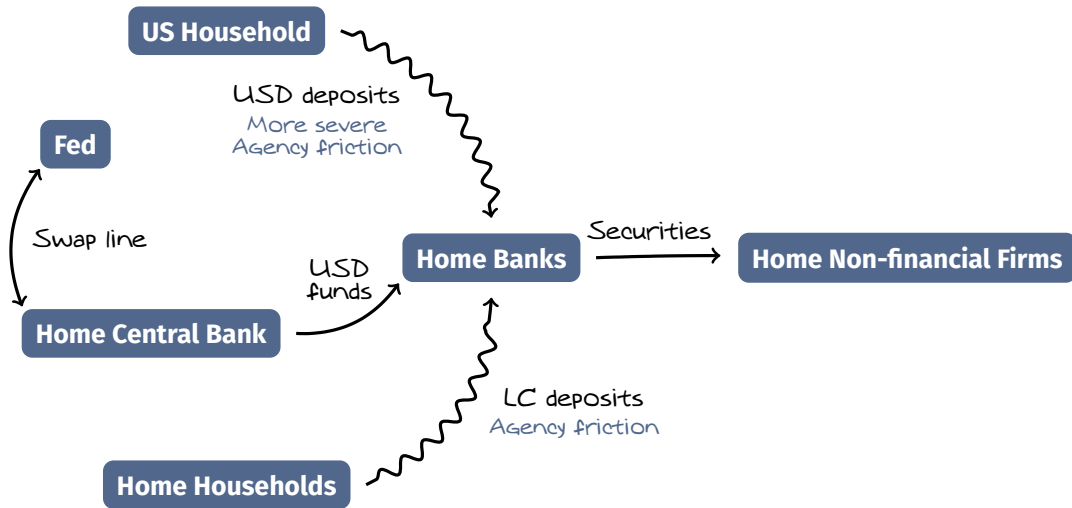 US Household
USD deposits
More severe
Agency friction
Fed
Swap line
USD
funds
Home Banks
Securities
Home Non-financial Firms
Home Central Bank
LC deposits
Agency friction
Home Households